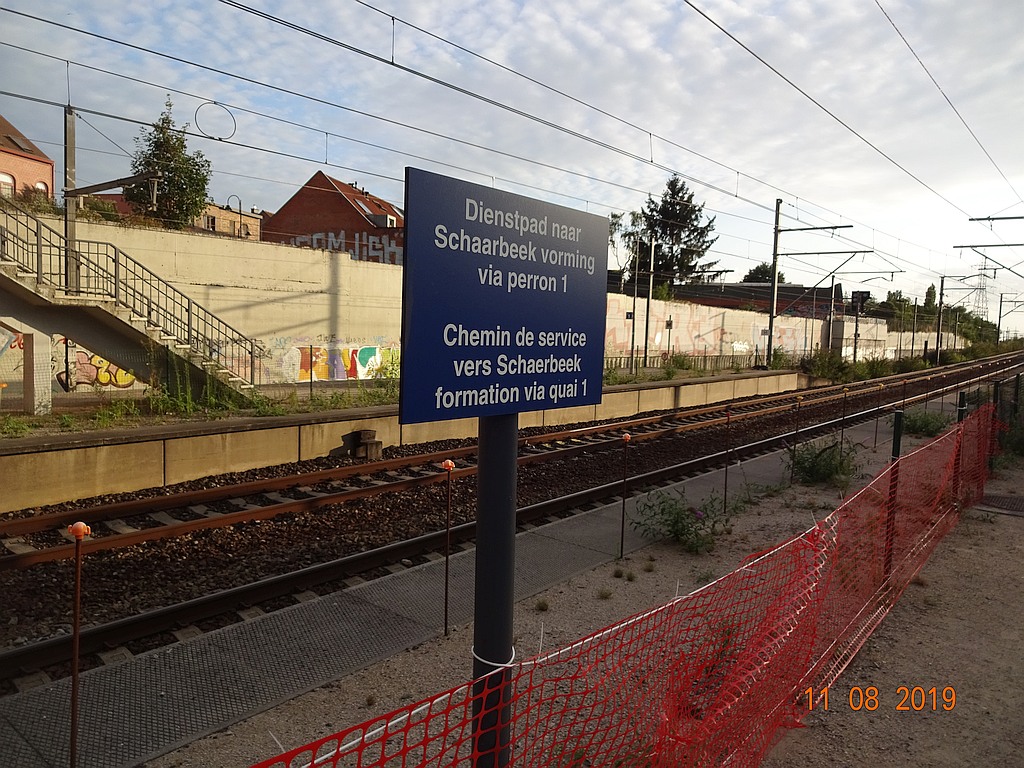 Dienstpad naar
Schaarbeek vorming
via perron 1
Chemin de service
vers Schaerbeek
formation via quai 1
11 08 2019